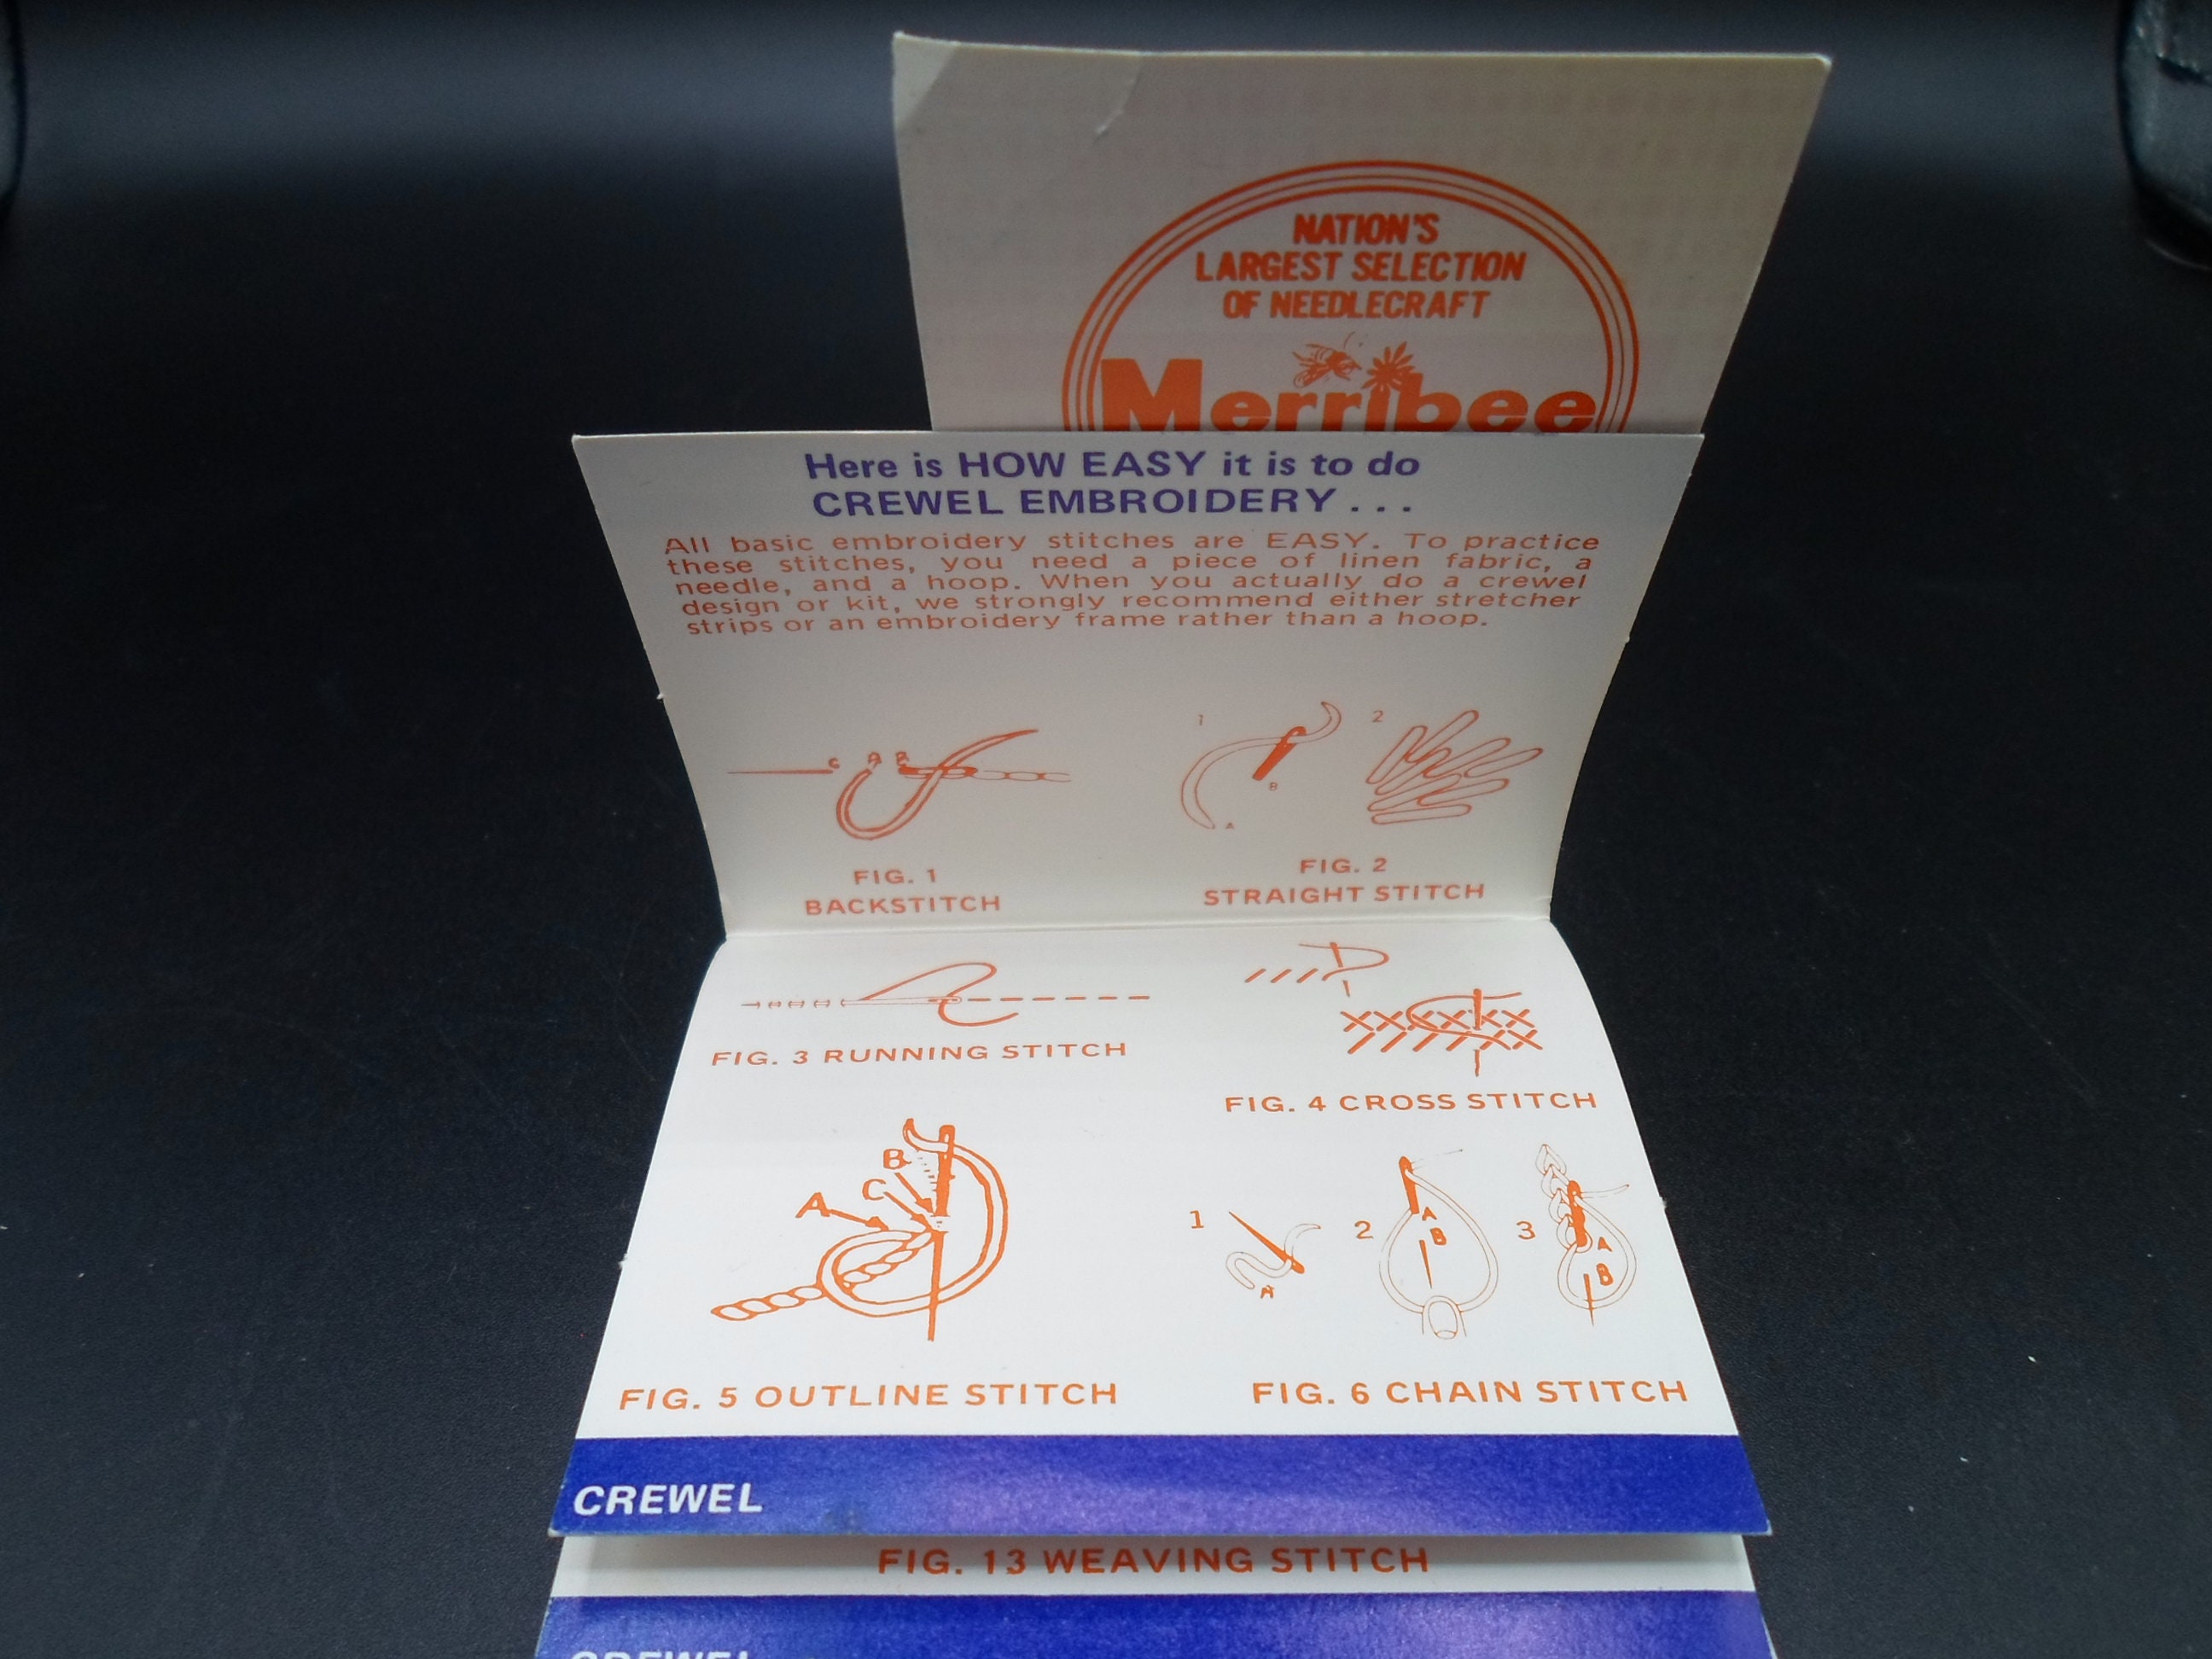 NATION'S
LARGEST SELECTION
OF NEEDLECRAFT
Merribee
Here is HOW EASY it is to do
CREWEL EMBROIDERY...
All basic embroidery stitches are EASY. To practice
these stitches, you need a piece of linen fabric, a
needle, and a hoop. When you actually do a crewel
design or kit, we strongly recommend either stretcher
strips or an embroidery frame rather than a hoop.
C A B
1 2
B
A
FIG. 1
BACKSTITCH
FIG. 2
STRAIGHT STITCH
FIG. 3 RUNNING STITCH
FIG. 4 CROSS STITCH
B
C
A
1 A
2 A B
3 A B
FIG. 5 OUTLINE STITCH
FIG. 6 CHAIN STITCH
CREWEL
FIG. 13 WEAVING STITCH
CREWEL